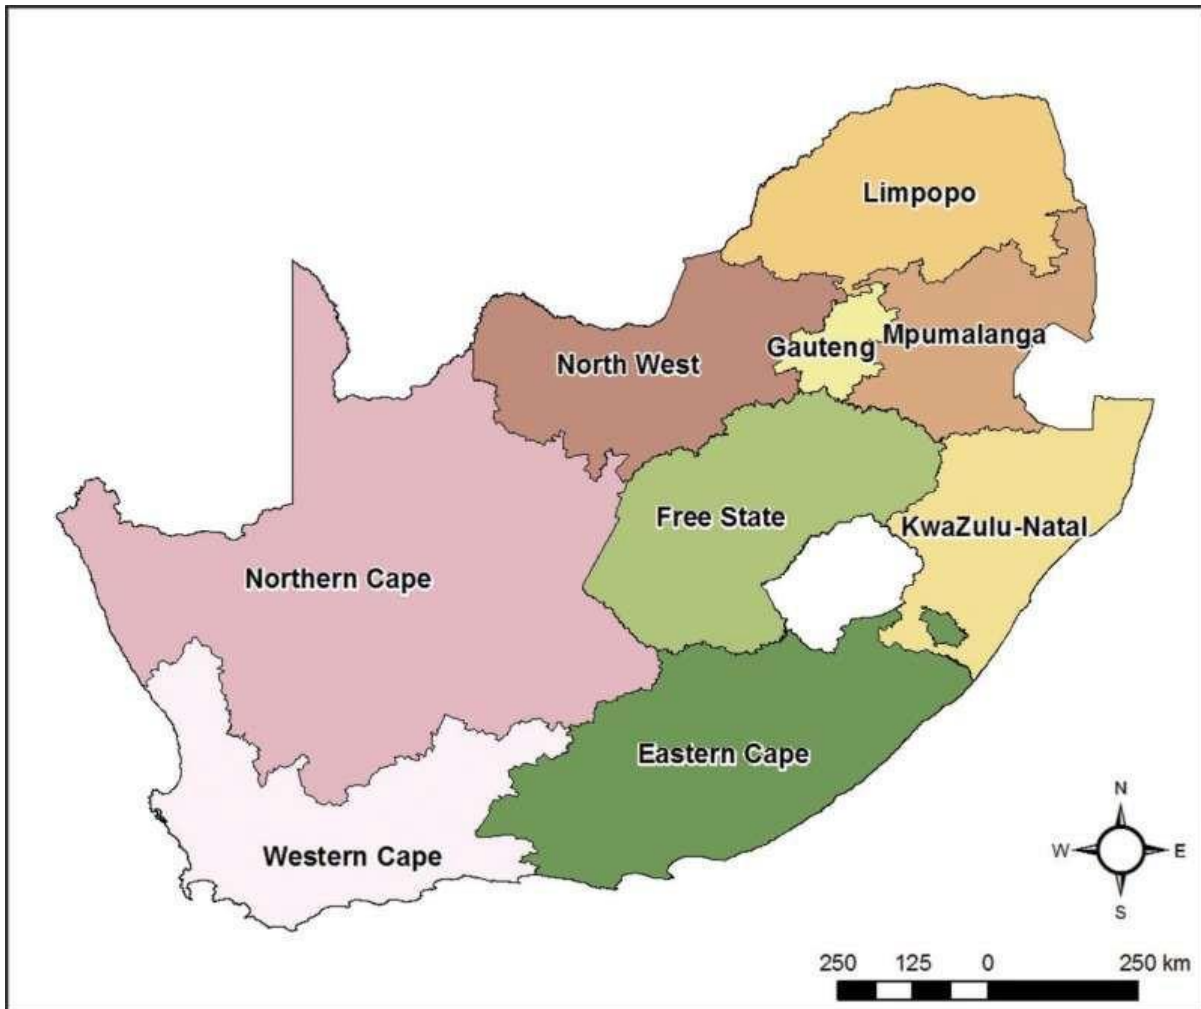 Limpopo
Mpumalanga
Gauteng
North West
Free State
KwaZulu-Natal
Northern Cape
Eastern Cape
Western Cape
N
W E
S
250 125 0 250 km